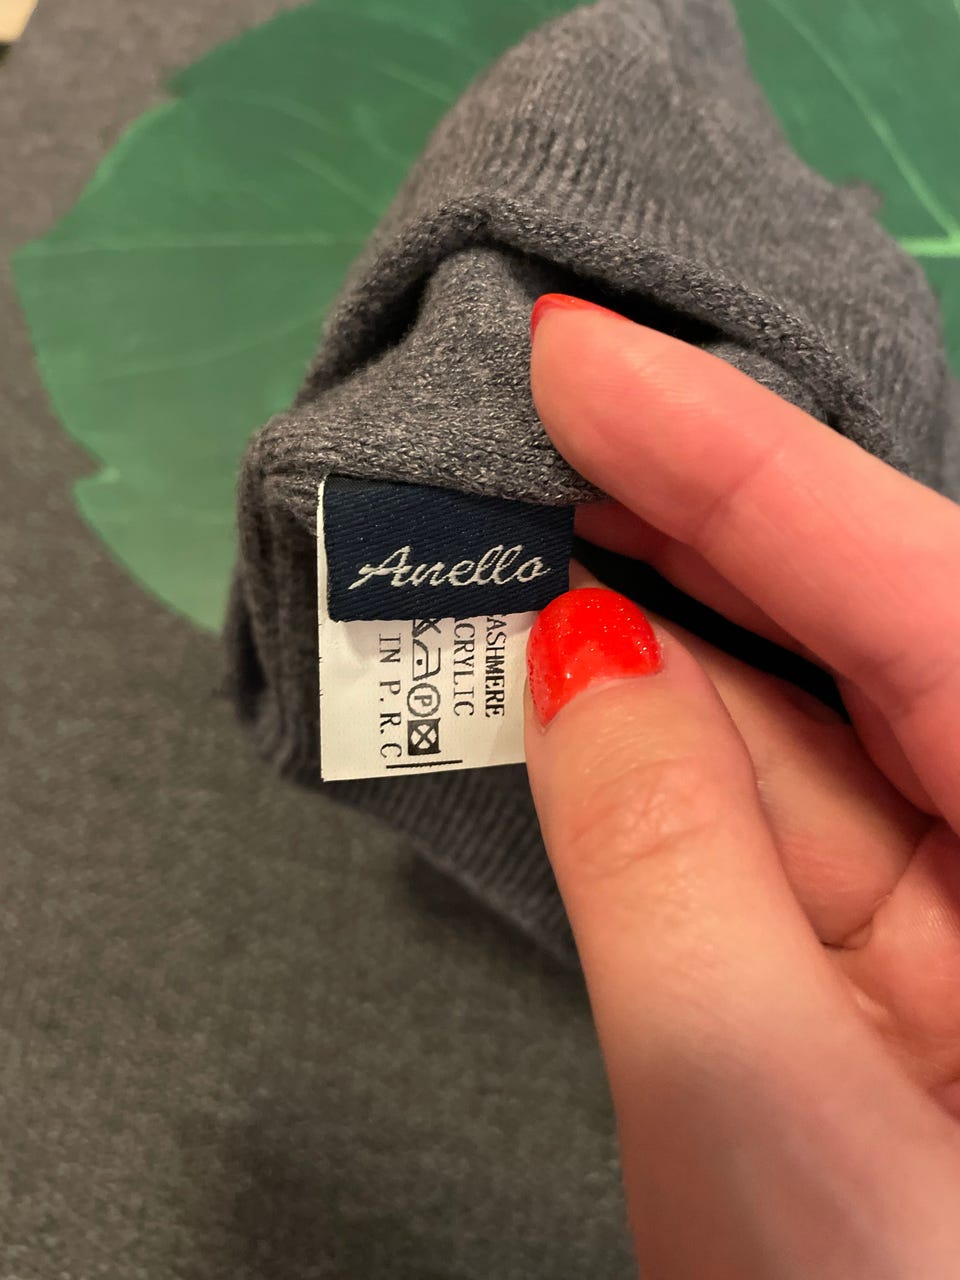 Anello
ASHMERE
CRYLIC
P
IN P.R.C